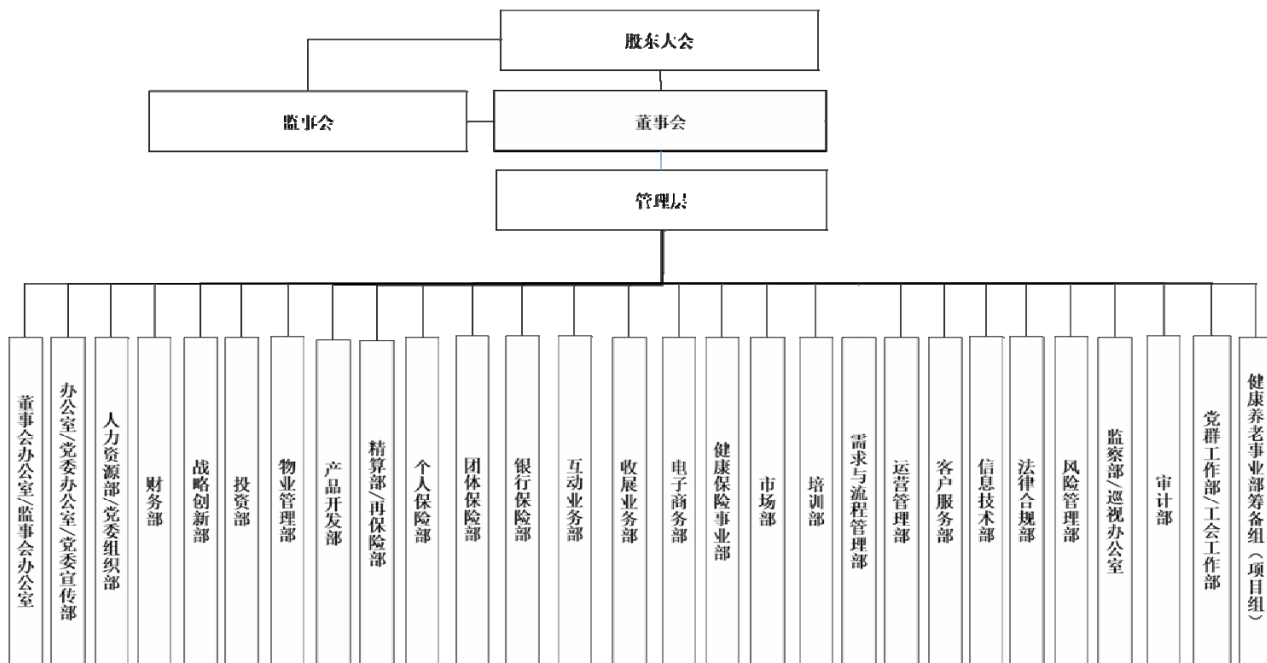 股东大会
监事会
董事会
管理层
董事会办公室/监事会办公室
办公室/党委办公室/党委宣传部
人力资源部/党委组织部
财务部
战略创新部
投资部
物业管理部
产品开发部
精算部/再保险部
个人保险部
团体保险部
银行保险部
互动业务部
收展业务部
电子商务部
健康保险事业部
市场部
培训部
需求与流程管理部
运营管理部
客户服务部
信息技术部
法律合规部
风险管理部
监察部/巡视办公室
审计部
党群工作部/工会工作部
健康养老事业部筹备组（项目组）